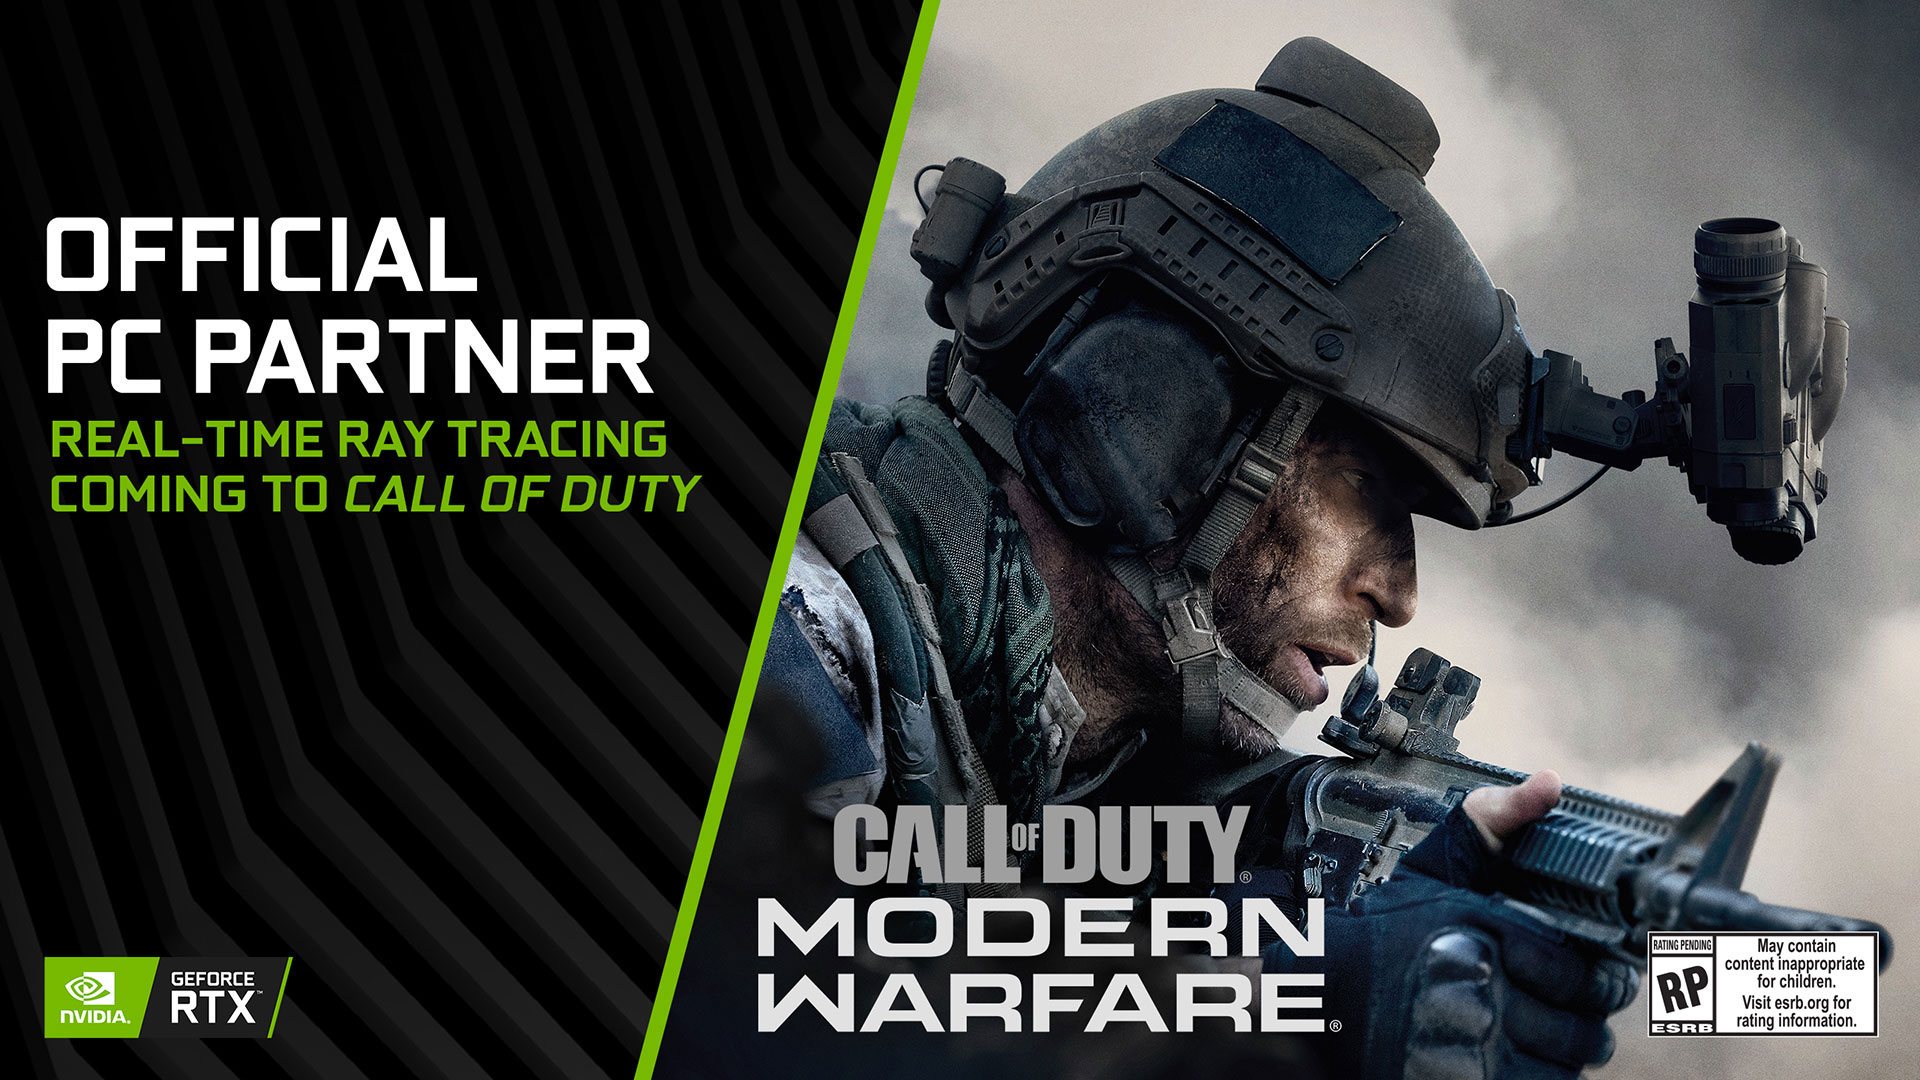 OFFICIAL
PC PARTNER
REAL-TIME RAY TRACING
COMING TO CALL OF DUTY
CALL OF DUTY®
MODERN
WARFARE®
NVIDIA.
GEFORCE
RTX™
RATING PENDING
RP
ESRB
May contain
content inappropriate
for children.
Visit esrb.org for
rating information.